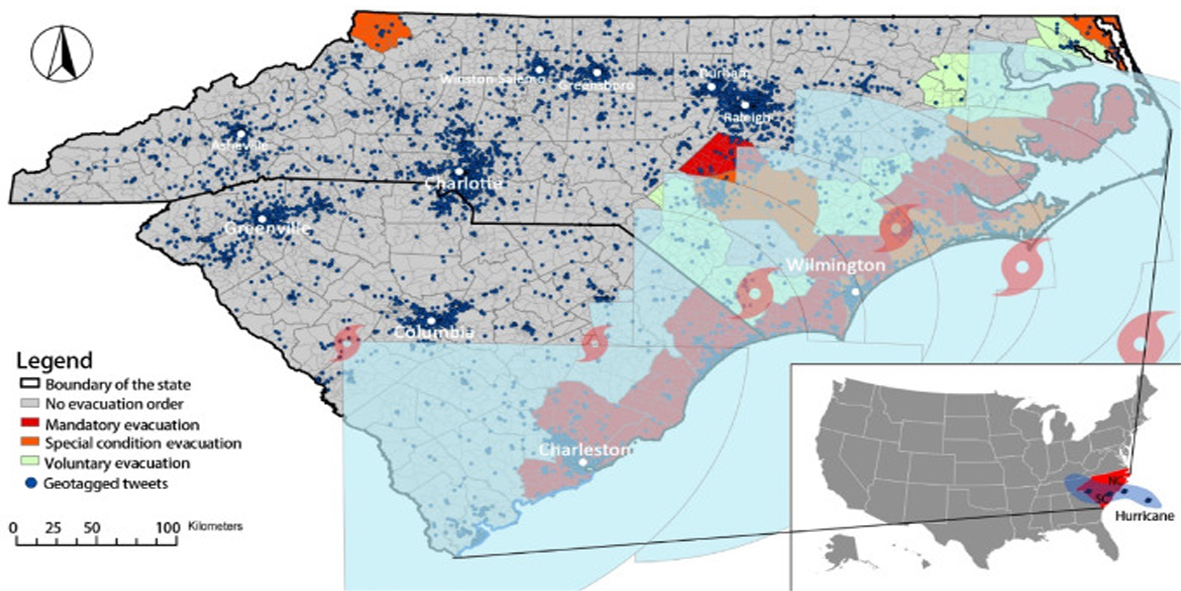 Winston-Salemo
Greensboro
Durham
Raleigh
Asheville
Charlotte
Greenville
Wilmington
Columbia
Charleston
Legend
Boundary of the state
No evacuation order
Mandatory evacuation
Special condition evacuation
Voluntary evacuation
Geotagged tweets
0 25 50 100 Kilometers
NC
SC
Hurricane